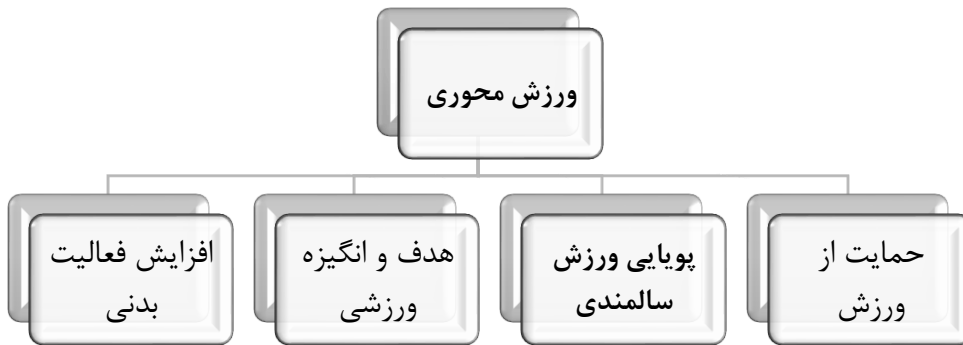 ورزش محوری
حمایت از
ورزش
پویایی ورزش
سالمندی
هدف و انگیزه
ورزشی
افزایش فعالیت
بدنی